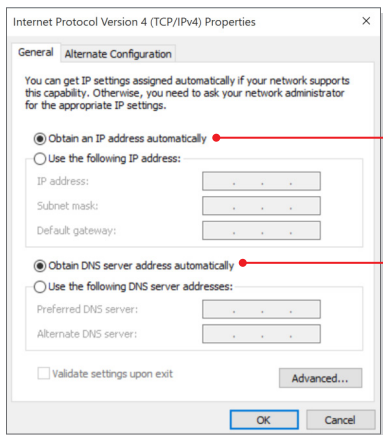 Internet Protocol Version 4 (TCP/IPv4) Properties
General Alternate Configuration
You can get IP settings assigned automatically if your network supports
this capability. Otherwise, you need to ask your network administrator
for the appropriate IP settings.
Obtain an IP address automatically
Use the following IP address:
IP address:
Subnet mask:
Default gateway:
Obtain DNS server address automatically
Use the following DNS server addresses:
Preferred DNS server:
Alternate DNS server:
Validate settings upon exit
Advanced...
OK Cancel